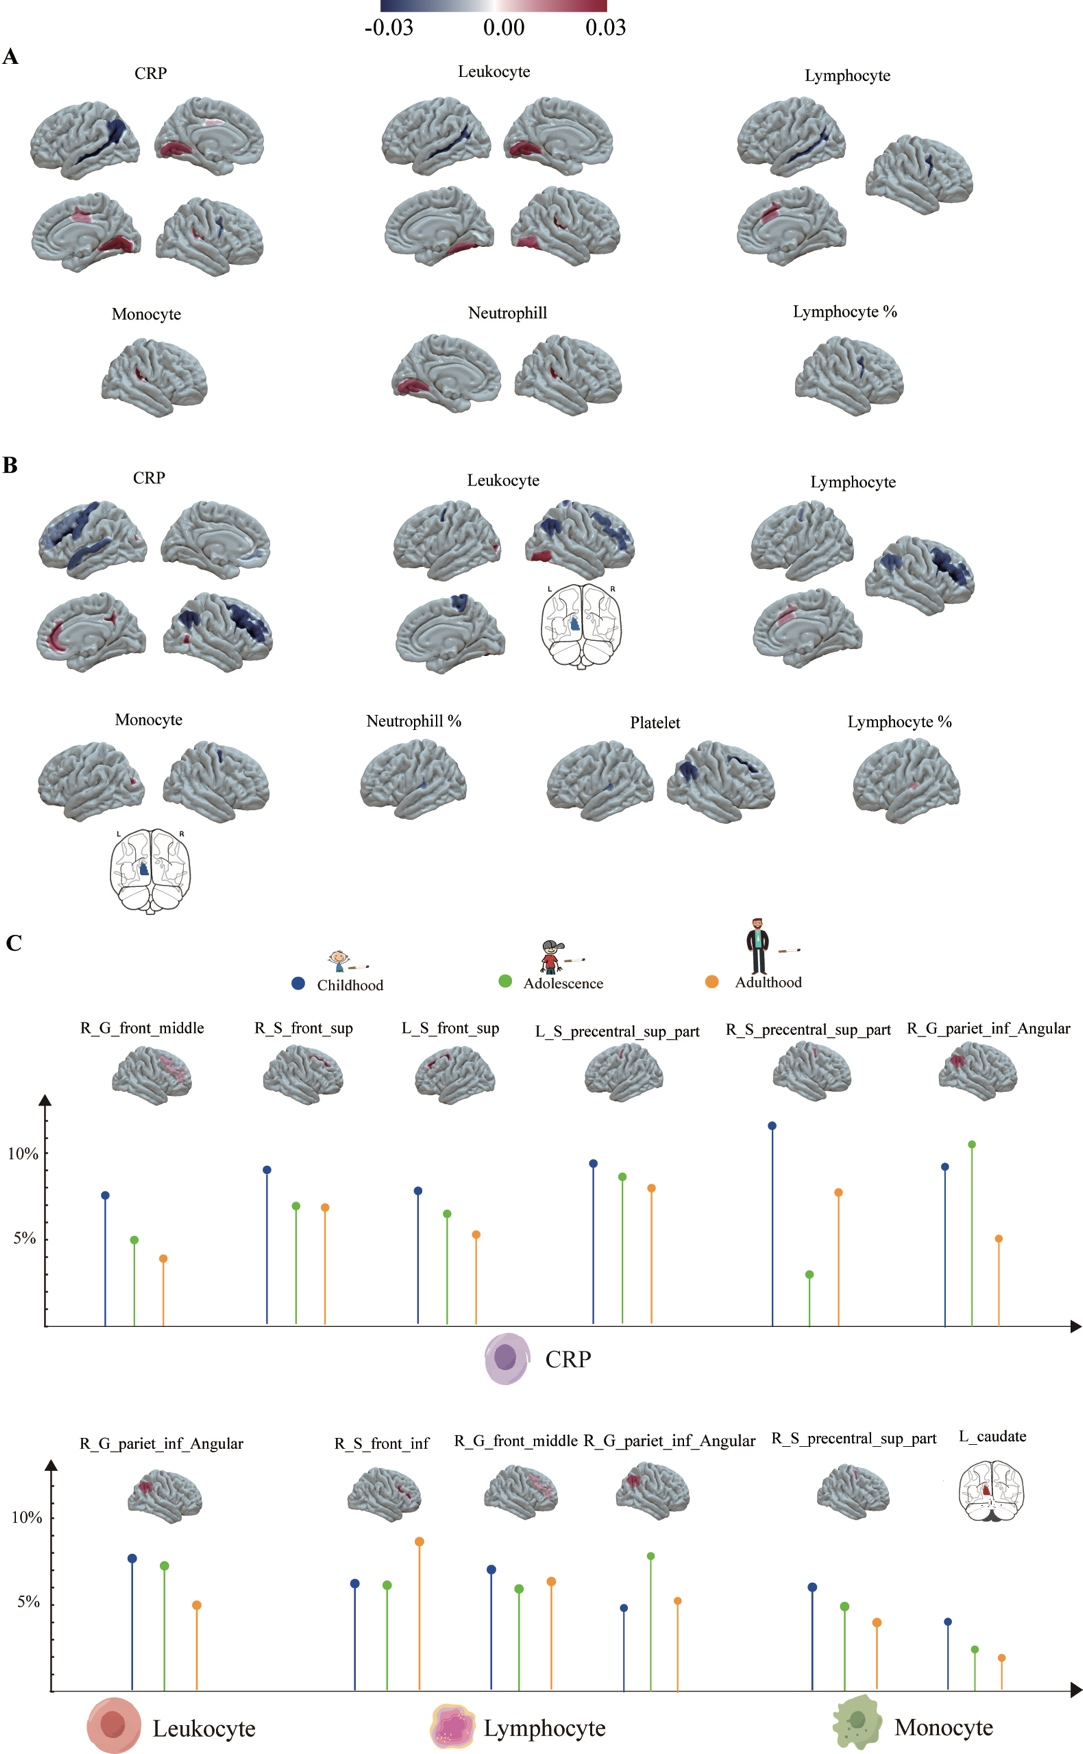 -0.03 0.00 0.03
A
CRP Leukocyte Lymphocyte
Monocyte Neutrophill Lymphocyte %
B
CRP Leukocyte Lymphocyte
L R
Monocyte Neutrophill % Platelet Lymphocyte %
L R
C
Childhood Adolescence Adulthood
R_G_front_middle R_S_front_sup L_S_front_sup L_S_precentral_sup_part R_S_precentral_sup_part R_G_pariet_inf_Angular
10%
5%
CRP
R_G_pariet_inf_Angular R_S_front_inf R_G_front_middle R_G_pariet_inf_Angular R_S_precentral_sup_part L_caudate
10%
5%
Leukocyte Lymphocyte Monocyte